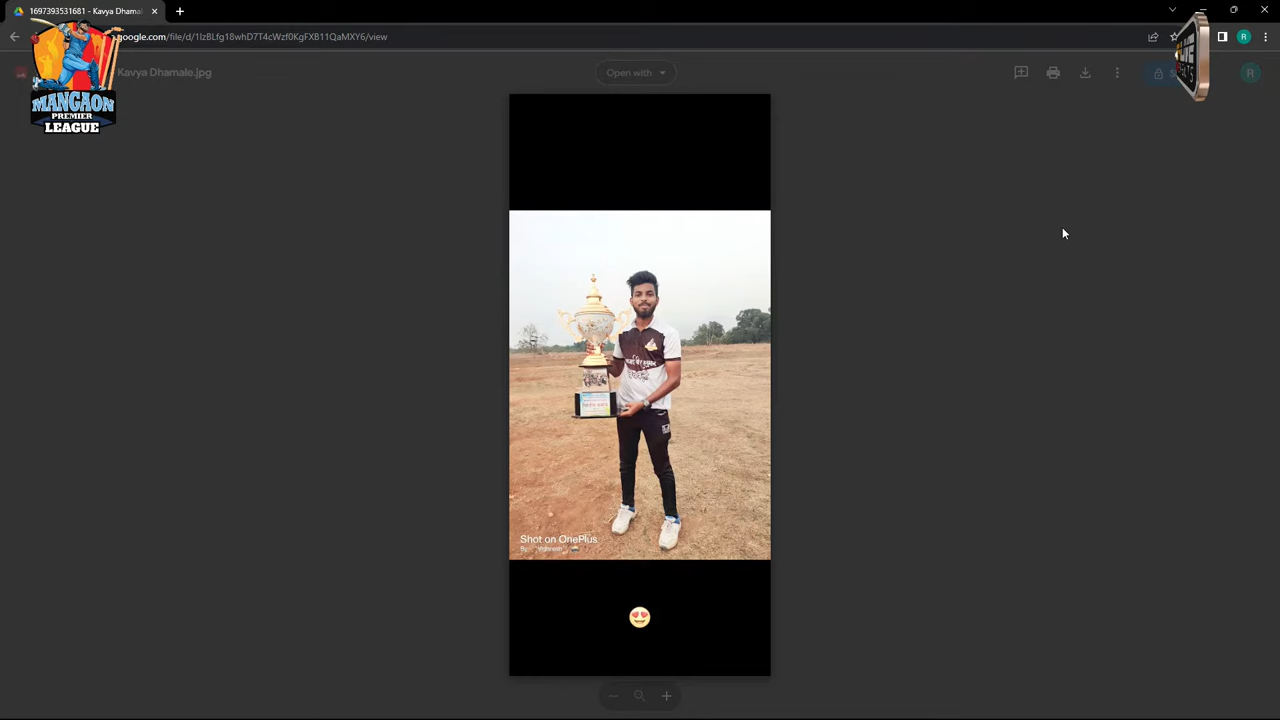 1697393531681 - Kavya Dhamal
google.com/file/d/1lzBLfg18whD7T4cWzf0KgFXB11QaMXY6/view
R
Kavya Dhamale.jpg
Open with
R
MANGAON
PREMIER
LEAGUE
Shot on OnePlus
By